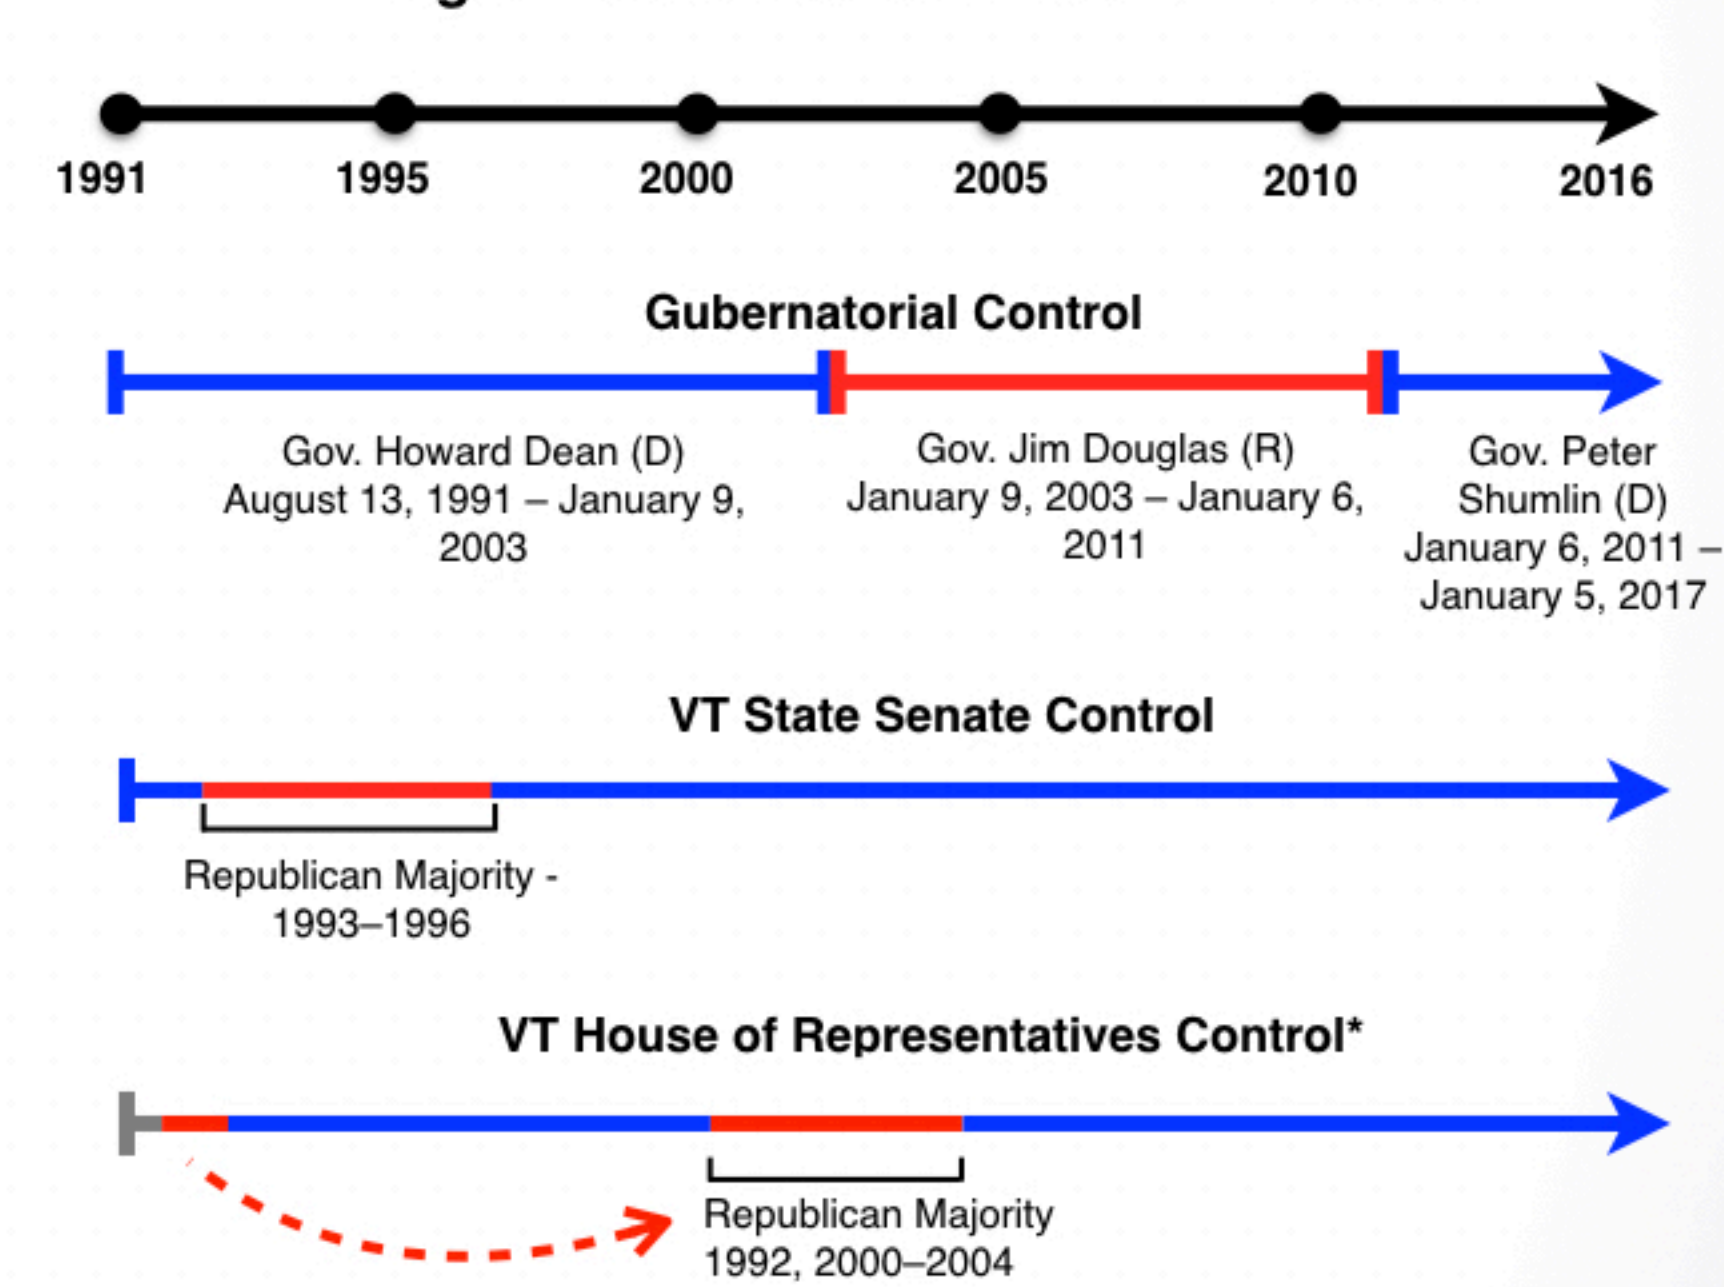 1991 1995 2000 2005 2010 2016
Gubernatorial Control
Gov. Howard Dean (D)
August 13, 1991 – January 9,
2003
Gov. Jim Douglas (R)
January 9, 2003 – January 6,
2011
Gov. Peter
Shumlin (D)
January 6, 2011 –
January 5, 2017
VT State Senate Control
Republican Majority -
1993–1996
VT House of Representatives Control*
Republican Majority
1992, 2000–2004